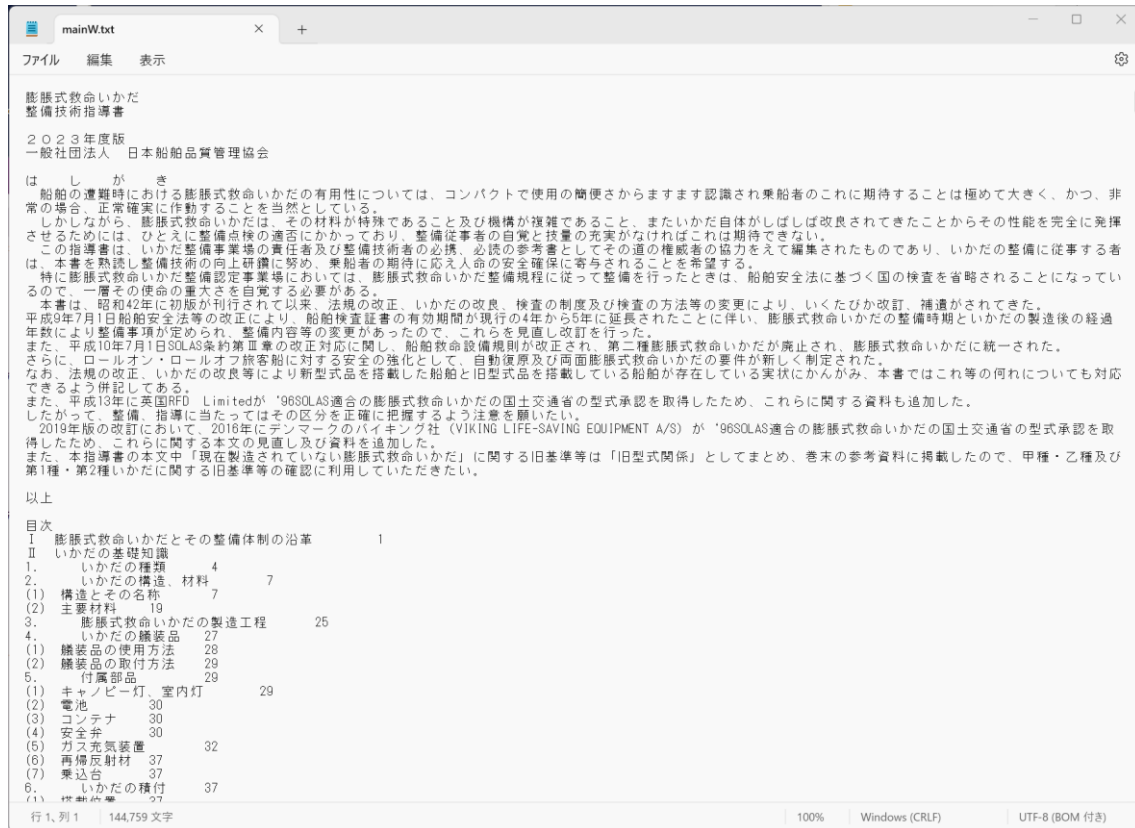 mainW.txt
ファイル 編集 表示
膨脹式救命いかだ
整備技術指導書
２０２３年度版
一般社団法人　日本船舶品質管理協会
は　　し　　が　　き
　船舶の遭難時における膨脹式救命いかだの有用性については、コンパクトで使用の簡便さからますます認識され乗船者のこれに期待することは極めて大きく、かつ、非
常の場合、正常確実に作動することを当然としている。
　しかしながら、膨脹式救命いかだは、その材料が特殊であること及び機構が複雑であること、またいかだ自体がしばしば改良されてきたことからその性能を完全に発揮
させるためには、ひとえに整備点検の適否にかかっており、整備従事者の自覚と技量の充実がなければこれは期待できない。
　この指導書は、いかだ整備事業場の責任者及び整備技術者の必携、必読の参考書としてその道の権威者の協力をえて編集されたものであり、いかだの整備に従事する者
は、本書を熟読し整備技術の向上研鑽に努め、乗船者の期待に応え人命の安全確保に寄与されることを希望する。
　特に膨脹式救命いかだ整備認定事業場においては、膨脹式救命いかだ整備規程に従って整備を行ったときは、船舶安全法に基づく国の検査を省略されることになってい
るので、一層その使命の重大さを自覚する必要がある。
　本書は、昭和42年に初版が刊行されて以来、法規の改正、いかだの改良、検査の制度及び検査の方法等の変更により、いくたびか改訂、補遺がされてきた。
平成9年7月1日船舶安全法等の改正により、船舶検査証書の有効期間が現行の4年から5年に延長されたことに伴い、膨脹式救命いかだの整備時期といかだの製造後の経過
年数により整備事項が定められ、整備内容等の変更があったので、これらを見直し改訂を行った。
また、平成10年7月1日SOLAS条約第Ⅲ章の改正対応に関し、船舶救命設備規則が改正され、第二種膨脹式救命いかだが廃止され、膨脹式救命いかだに統一された。
さらに、ロールオン・ロールオフ旅客船に対する安全の強化として、自動復原及び両面膨脹式救命いかだの要件が新しく制定された。
なお、法規の改正、いかだの改良等により新型式品を搭載した船舶と旧型式品を搭載している船舶が存在している実状にかんがみ、本書ではこれ等の何れについても対応
できるよう併記してある。
また、平成13年に英国RFD　Limitedが ’96SOLAS適合の膨脹式救命いかだの国土交通省の型式承認を取得したため、これらに関する資料も追加した。
したがって、整備、指導に当たってはその区分を正確に把握するよう注意を願いたい。
　2019年版の改訂において、2016年にデンマークのバイキング社（VIKING LIFE-SAVING EQUIPMENT A/S）が ’96SOLAS適合の膨脹式救命いかだの国土交通省の型式承認を取
得したため、これらに関する本文の見直し及び資料を追加した。
また、本指導書の本文中「現在製造されていない膨脹式救命いかだ」に関する旧基準等は「旧型式関係」としてまとめ、巻末の参考資料に掲載したので、甲種・乙種及び
第1種・第2種いかだに関する旧基準等の確認に利用していただきたい。
以上
目次
Ⅰ　膨脹式救命いかだとその整備体制の沿革　1
Ⅱ　いかだの基礎知識
1.　いかだの種類　4
2.　いかだの構造、材料　7
(1)　構造とその名称　7
(2)　主要材料　19
3.　膨脹式救命いかだの製造工程　25
4.　いかだの艤装品　27
(1)　艤装品の使用方法　28
(2)　艤装品の取付方法　29
5.　付属部品　29
(1)　キャノピー灯、室内灯　29
(2)　電池　30
(3)　コンテナ　30
(4)　安全弁　30
(5)　ガス充気装置　32
(6)　再帰反射材　37
(7)　乗込台　37
6.　いかだの積付　37
行 1、列 1　144,759 文字　100%　Windows (CRLF)　UTF-8 (BOM 付き)